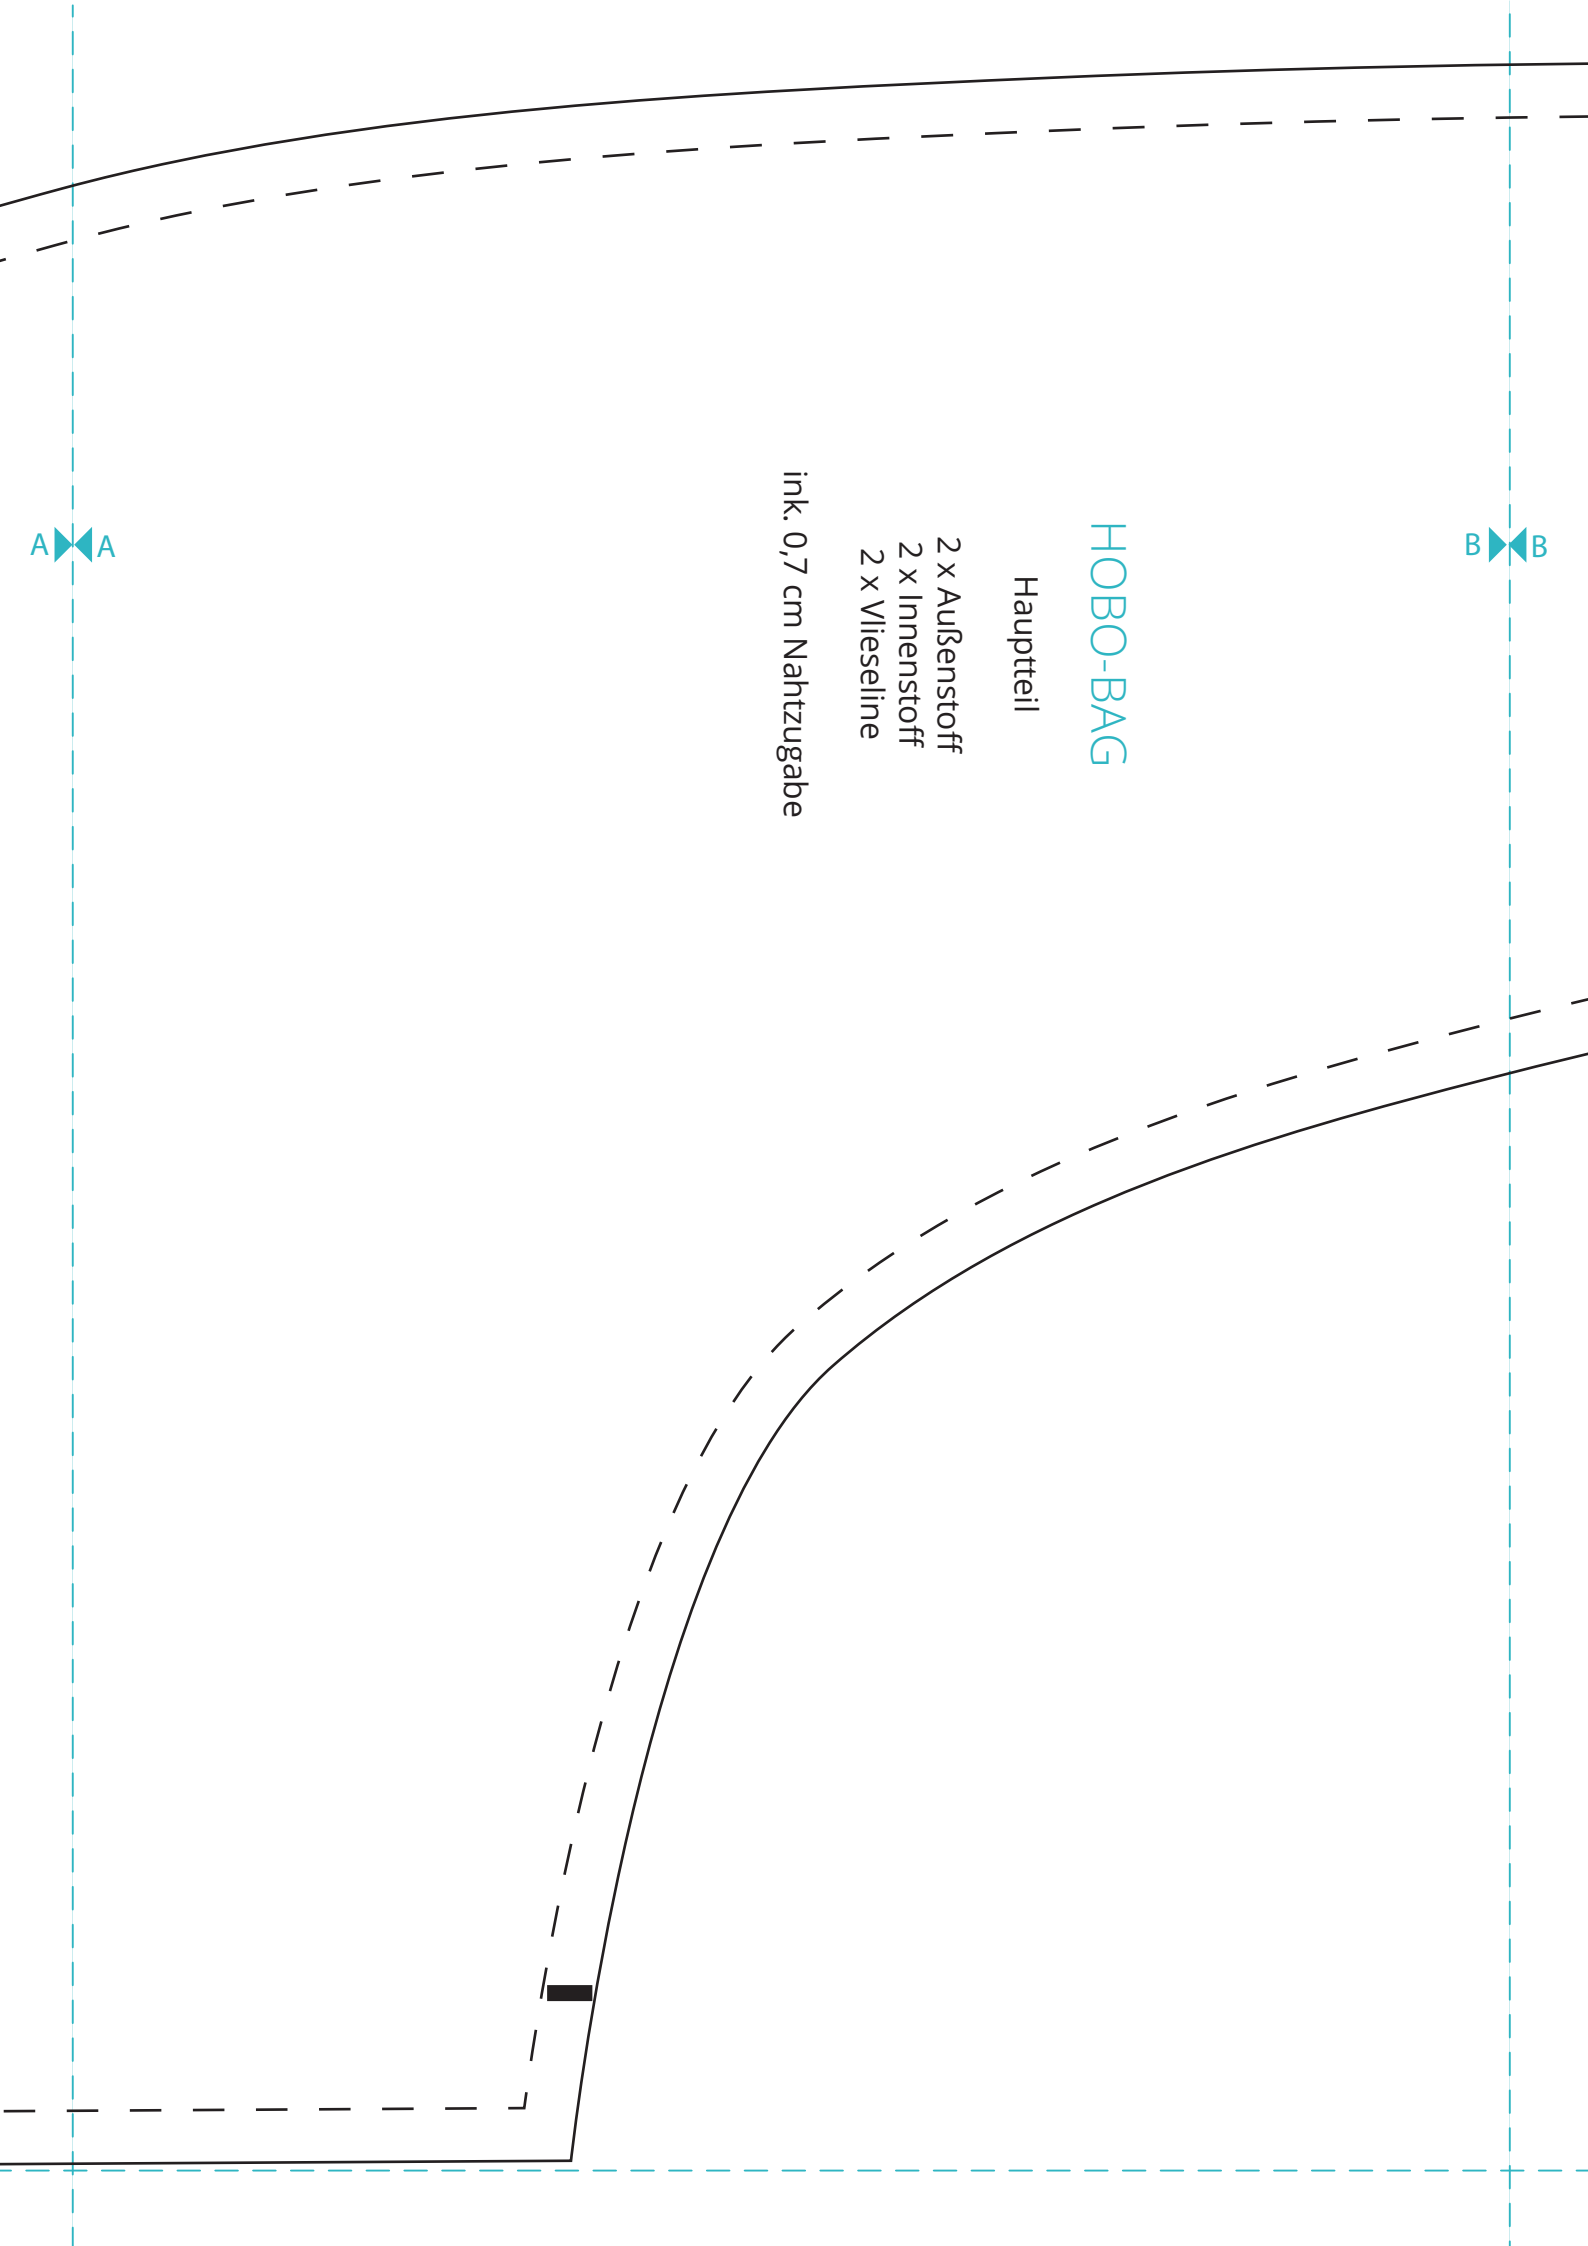 HOBO-BAG
Hauptteil
2 x Außenstoff
2 x Innenstoff
2 x Vlieseline
ink. 0,7 cm Nahtzugabe
A A
B B